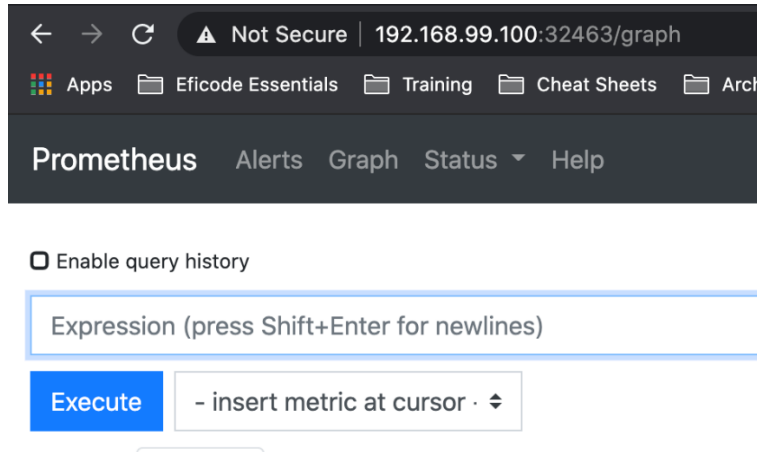 Not Secure | 192.168.99.100:32463/graph
Apps Eficode Essentials Training Cheat Sheets Arch
Prometheus Alerts Graph Status Help
Enable query history
Expression (press Shift+Enter for newlines)
Execute - insert metric at cursor -